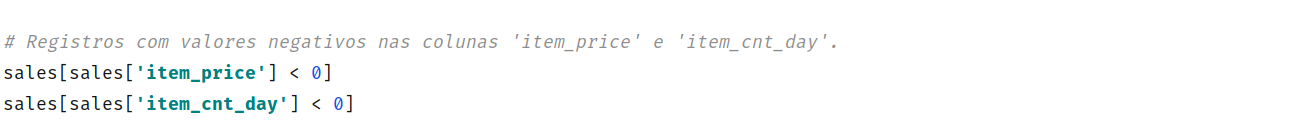 # Registros com valores negativos nas colunas 'item_price' e 'item_cnt_day'.
sales[sales['item_price'] < 0]
sales[sales['item_cnt_day'] < 0]